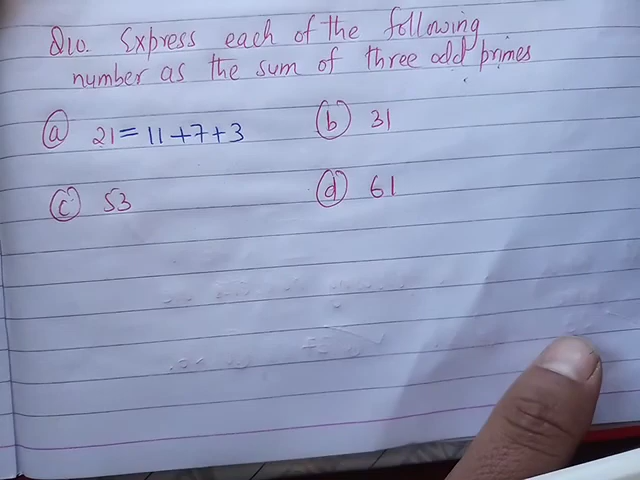 Q10. Express each of the following
number as the sum of three odd primes
(a) 21 = 11 + 7 + 3 (b) 31
(c) 53 (d) 61